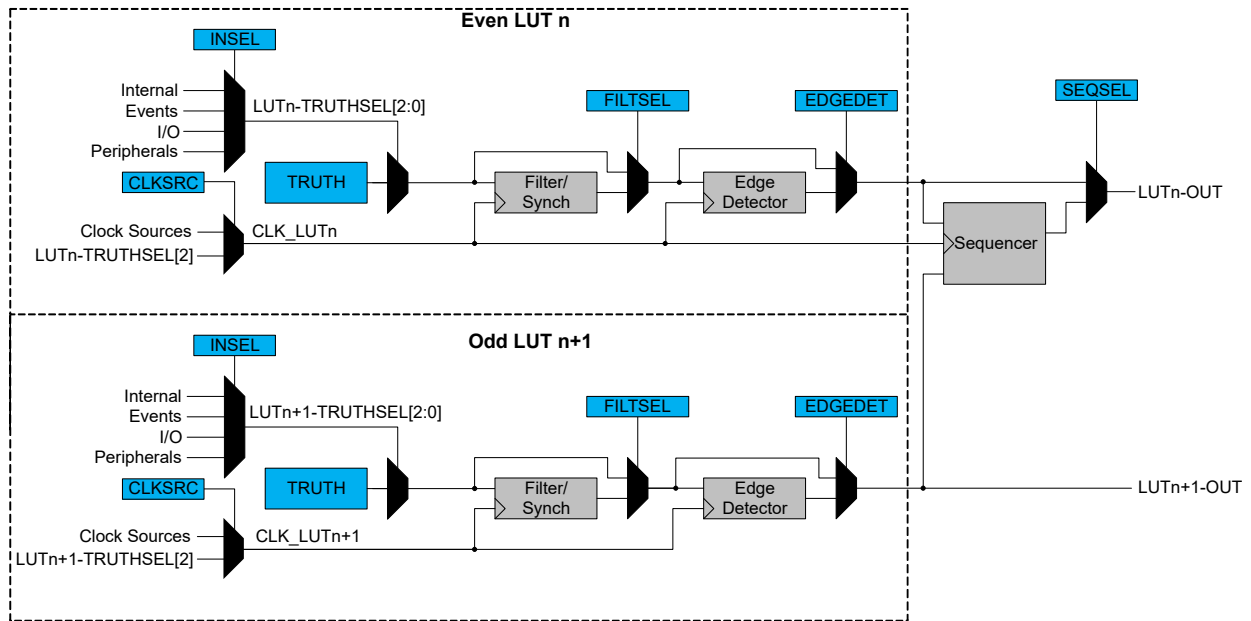 Even LUT n
INSEL
Internal
Events
I/O
Peripherals
LUTn-TRUTHSEL[2:0]
FILTSEL
EDGEDET
SEQSEL
CLKSRC
TRUTH
Filter/
Synch
Edge
Detector
LUTn-OUT
Clock Sources
LUTn-TRUTHSEL[2]
CLK_LUTn
Sequencer
Odd LUT n+1
INSEL
Internal
Events
I/O
Peripherals
LUTn+1-TRUTHSEL[2:0]
FILTSEL
EDGEDET
CLKSRC
TRUTH
Filter/
Synch
Edge
Detector
LUTn+1-OUT
Clock Sources
LUTn+1-TRUTHSEL[2]
CLK_LUTn+1